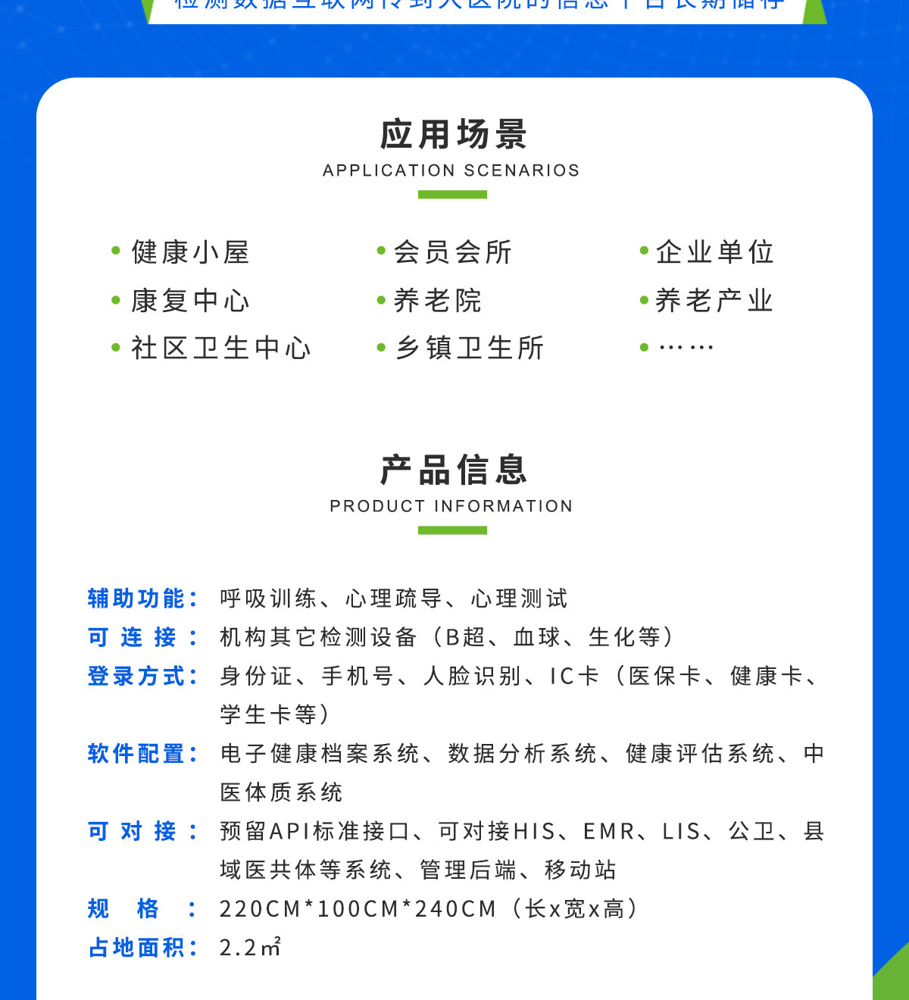 检测数据互联网传到大医院的信息平台长期储存
应用场景
APPLICATION SCENARIOS
健康小屋 会员会所 企业单位
康复中心 养老院 养老产业
社区卫生中心 乡镇卫生所 ……
产品信息
PRODUCT INFORMATION
辅助功能： 呼吸训练、心理疏导、心理测试
可连接： 机构其它检测设备（B超、血球、生化等）
登录方式： 身份证、手机号、人脸识别、IC卡（医保卡、健康卡、
学生卡等）
软件配置： 电子健康档案系统、数据分析系统、健康评估系统、中
医体质系统
可对接： 预留API标准接口、可对接HIS、EMR、LIS、公卫、县
域医共体等系统、管理后端、移动站
规格： 220CM*100CM*240CM（长x宽x高）
占地面积： 2.2㎡